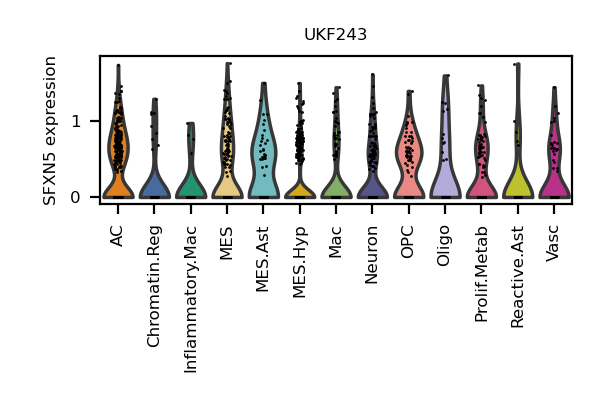 UKF243
SFXN5 expression
1
0
AC
Chromatin.Reg
Inflammatory.Mac
MES
MES.Ast
MES.Hyp
Mac
Neuron
OPC
Oligo
Prolif.Metab
Reactive.Ast
Vasc